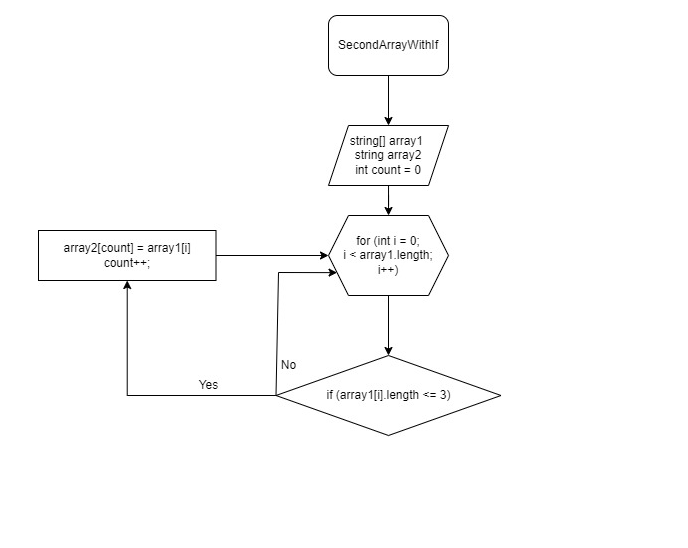 SecondArrayWithIf
string[] array1
string array2
int count = 0
array2[count] = array1[i]
count++;
for (int i = 0;
i < array1.length;
i++)
No
Yes
if (array1[i].length <= 3)